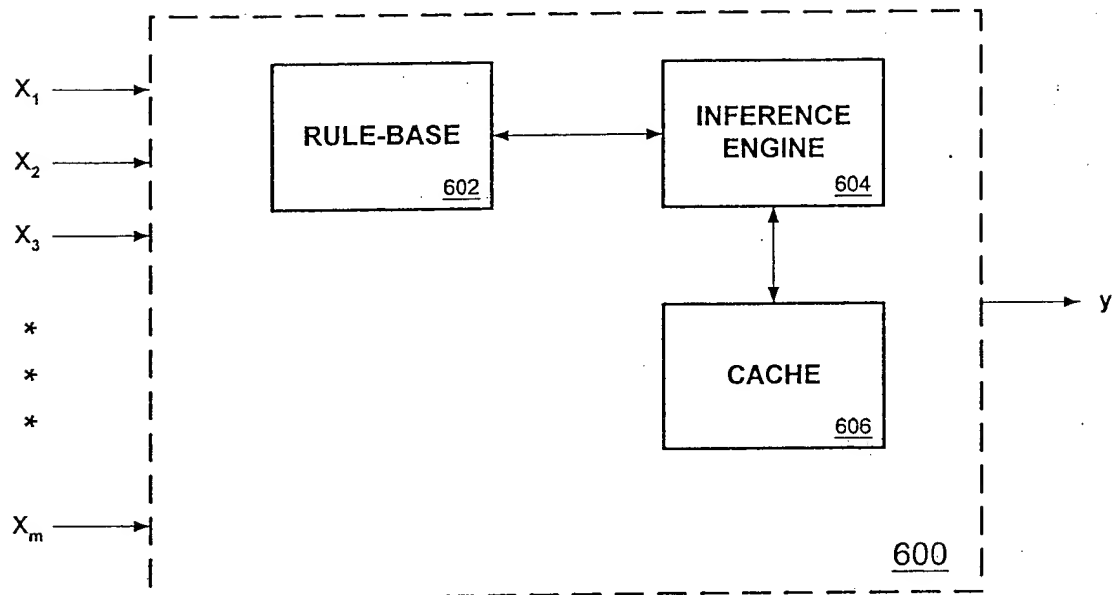 X1
X2
X3
*
*
*
Xm
RULE-BASE
602
INFERENCE
ENGINE
604
CACHE
606
y
600